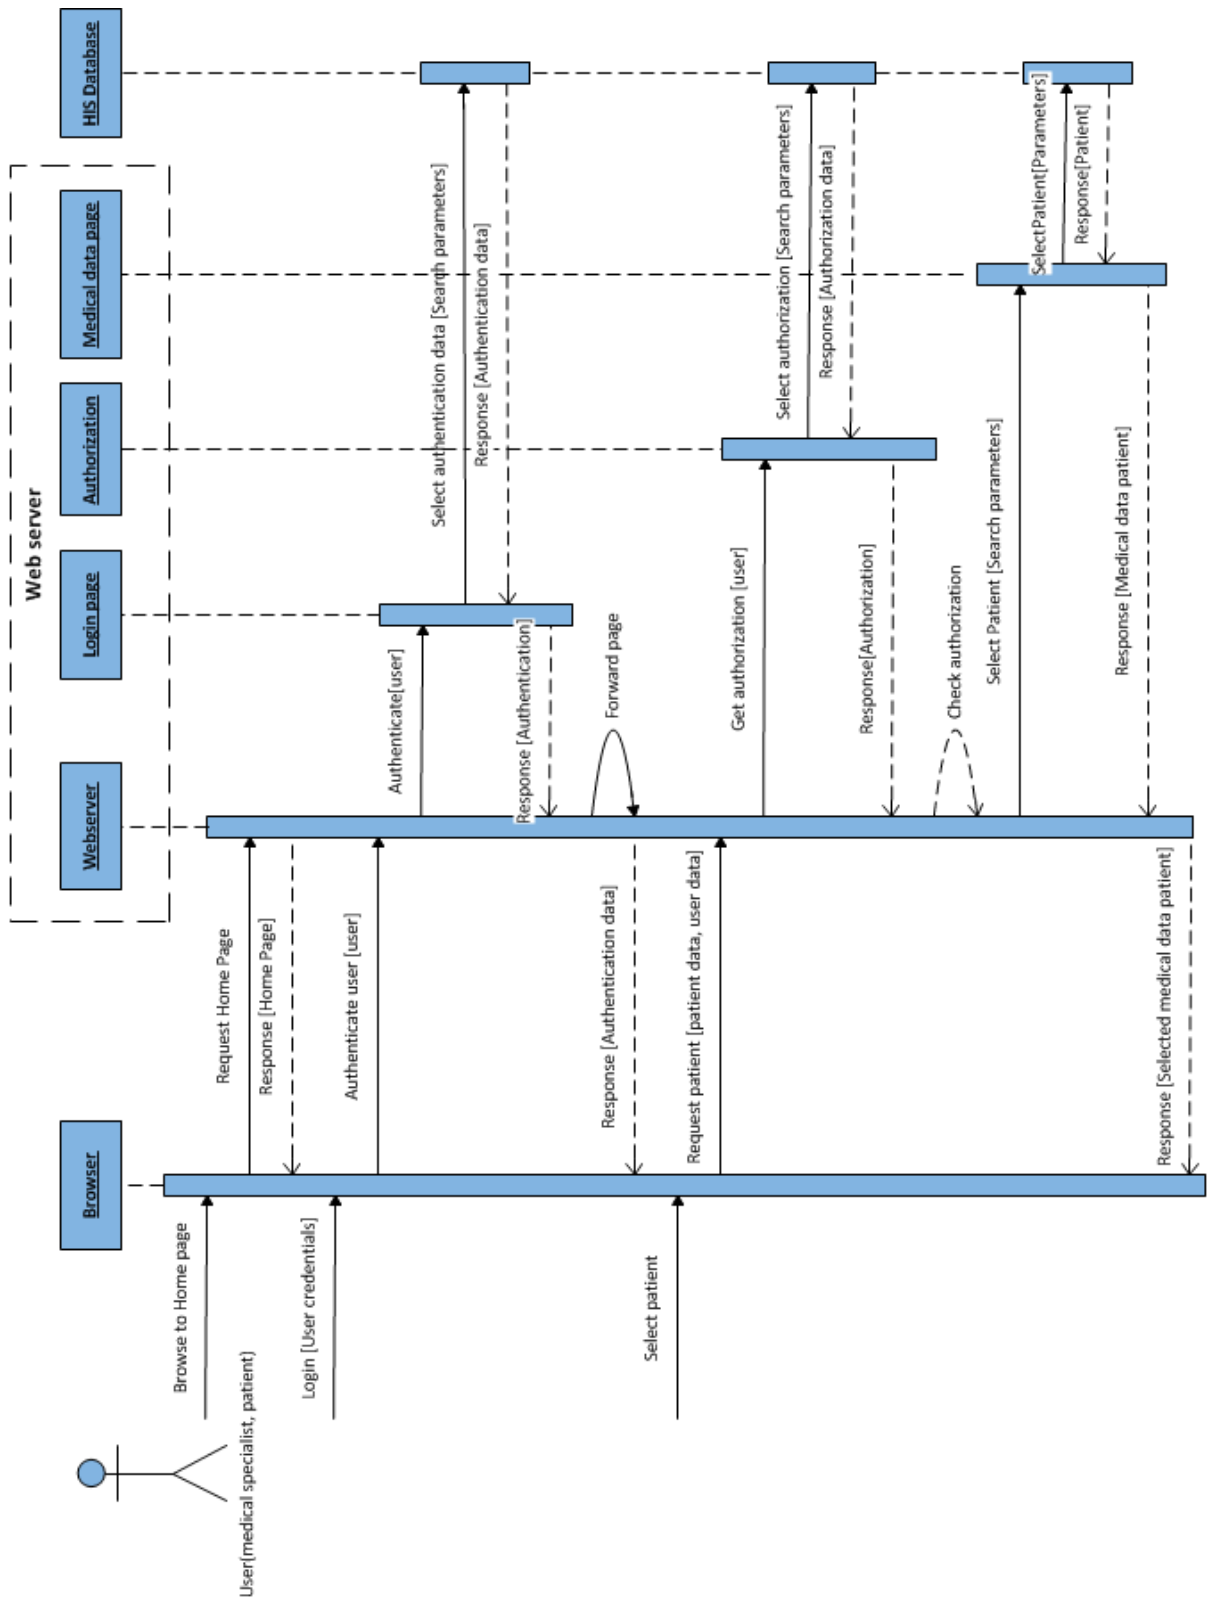 Web server
Browser
Webserver
Login page
Authorization
Medical data page
HIS Database
User(medical specialist, patient)
Browse to Home page
Request Home Page
Response [Home Page]
Login [User credentials]
Authenticate user [user]
Authenticate[user]
Select authentication data [Search parameters]
Response [Authentication data]
Response [Authentication]
Forward page
Response [Authentication data]
Select patient
Request patient [patient data, user data]
Get authorization [user]
Select authorization [Search parameters]
Response [Authorization data]
Response[Authorization]
Check authorization
Select Patient [Search parameters]
SelectPatient[Parameters]
Response[Patient]
Response [Medical data patient]
Response [Selected medical data patient]